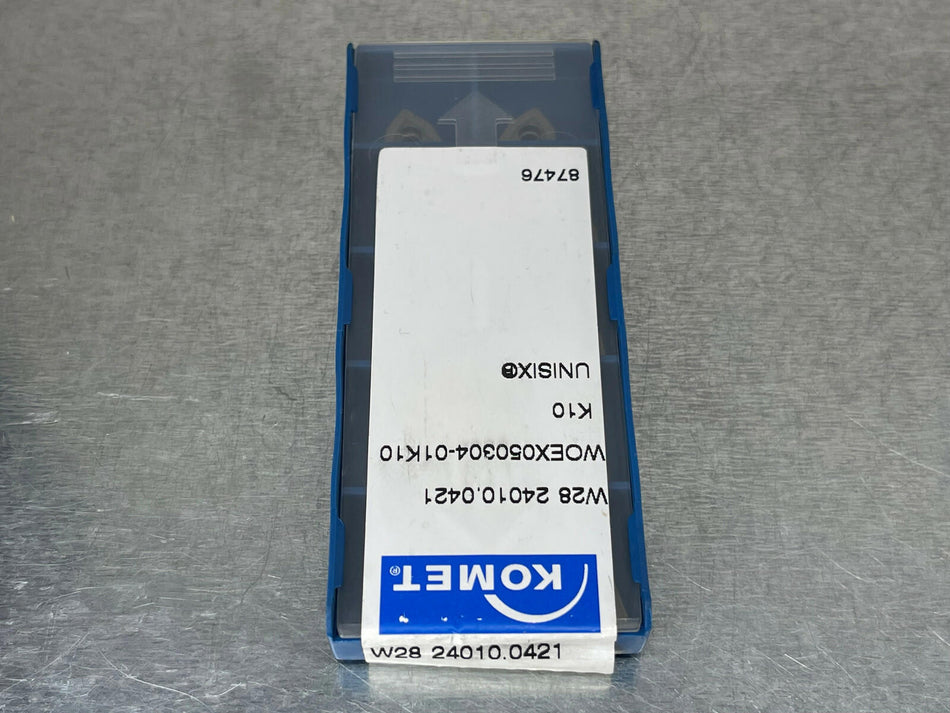 KOMET®
W28 24010.0421
WOEX050304-01K10
K10
UNISIX®
87476
W28 24010.0421